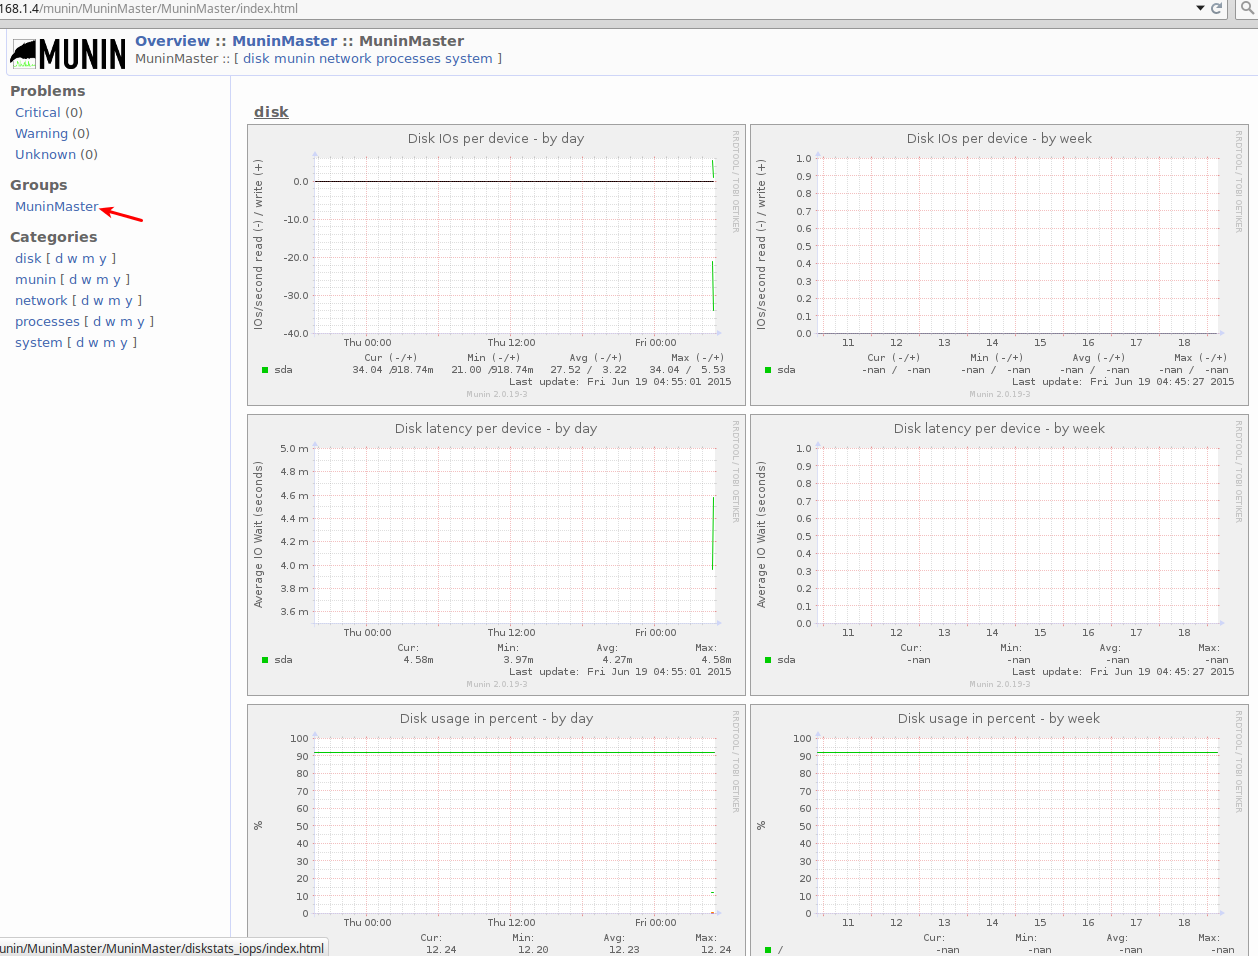 168.1.4/munin/MuninMaster/MuninMaster/index.html
MUNIN
Overview :: MuninMaster :: MuninMaster
MuninMaster :: [ disk munin network processes system ]
Problems
Critical (0)
Warning (0)
Unknown (0)
Groups
MuninMaster
Categories
disk [ d w m y ]
munin [ d w m y ]
network [ d w m y ]
processes [ d w m y ]
system [ d w m y ]
disk
Disk IOs per device - by day
RRDTOOL / TOBI OETIKER
IOs/second read (-) / write (+)
0.0
-10.0
-20.0
-30.0
-40.0
Thu 00:00 Thu 12:00 Fri 00:00
Cur (-/+) Min (-/+) Avg (-/+) Max (-/+)
sda 34.04 /918.74m 21.00 /918.74m 27.52 / 3.22 34.04 / 5.53
Last update: Fri Jun 19 04:55:01 2015
Munin 2.0.19-3
Disk IOs per device - by week
RRDTOOL / TOBI OETIKER
IOs/second read (-) / write (+)
1.0
0.9
0.8
0.7
0.6
0.5
0.4
0.3
0.2
0.1
0.0
11 12 13 14 15 16 17 18
Cur (-/+) Min (-/+) Avg (-/+) Max (-/+)
sda -nan / -nan -nan / -nan -nan / -nan -nan / -nan
Last update: Fri Jun 19 04:45:27 2015
Munin 2.0.19-3
Disk latency per device - by day
RRDTOOL / TOBI OETIKER
Average IO Wait (seconds)
5.0 m
4.8 m
4.6 m
4.4 m
4.2 m
4.0 m
3.8 m
3.6 m
Thu 00:00 Thu 12:00 Fri 00:00
Cur: Min: Avg: Max:
sda 4.58m 3.97m 4.27m 4.58m
Last update: Fri Jun 19 04:55:01 2015
Munin 2.0.19-3
Disk latency per device - by week
RRDTOOL / TOBI OETIKER
Average IO Wait (seconds)
1.0
0.9
0.8
0.7
0.6
0.5
0.4
0.3
0.2
0.1
0.0
11 12 13 14 15 16 17 18
Cur: Min: Avg: Max:
sda -nan -nan -nan -nan
Last update: Fri Jun 19 04:45:27 2015
Munin 2.0.19-3
Disk usage in percent - by day
RRDTOOL / TOBI OETIKER
%
100
90
80
70
60
50
40
30
20
10
0
Thu 00:00 Thu 12:00 Fri 00:00
Cur: Min: Avg: Max:
12.24 12.20 12.23 12.24
Disk usage in percent - by week
RRDTOOL / TOBI OETIKER
%
100
90
80
70
60
50
40
30
20
10
0
11 12 13 14 15 16 17 18
Cur: Min: Avg: Max:
/ -nan -nan -nan -nan
unin/MuninMaster/MuninMaster/diskstats_iops/index.html